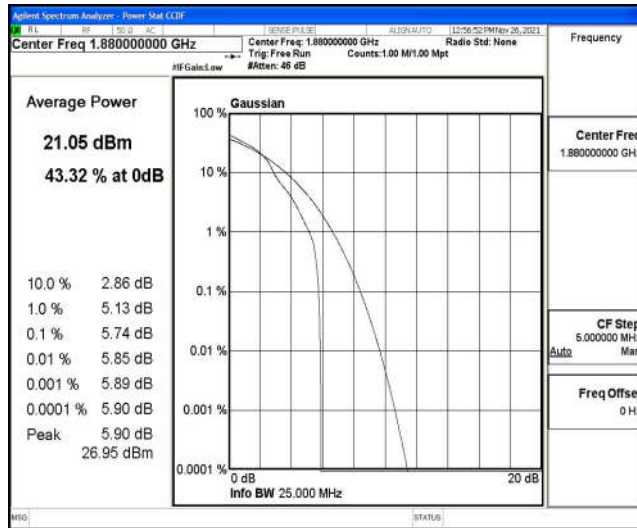 Agilent Spectrum Analyzer - Power Stat CCDF
RL RF 50 Ω AC SENSE:PULSE ALIGN AUTO 12:56:52 PM Nov 26, 2021
Center Freq 1.880000000 GHz
Center Freq: 1.880000000 GHz Radio Std: None
Trig: Free Run Counts:1.00 M/1.00 Mpt
#IFGain:Low #Atten: 46 dB
Frequency
Average Power
21.05 dBm
43.32 % at 0dB
10.0 % 2.86 dB
1.0 % 5.13 dB
0.1 % 5.74 dB
0.01 % 5.85 dB
0.001 % 5.89 dB
0.0001 % 5.90 dB
Peak 5.90 dB
26.95 dBm
Gaussian
100 %
10 %
1 %
0.1 %
0.01 %
0.001 %
0.0001 %
0 dB 20 dB
Info BW 25.000 MHz
Center Freq
1.880000000 GHz
CF Step
5.000000 MHz
Auto Man
Freq Offse
0 H
MSG STATUS